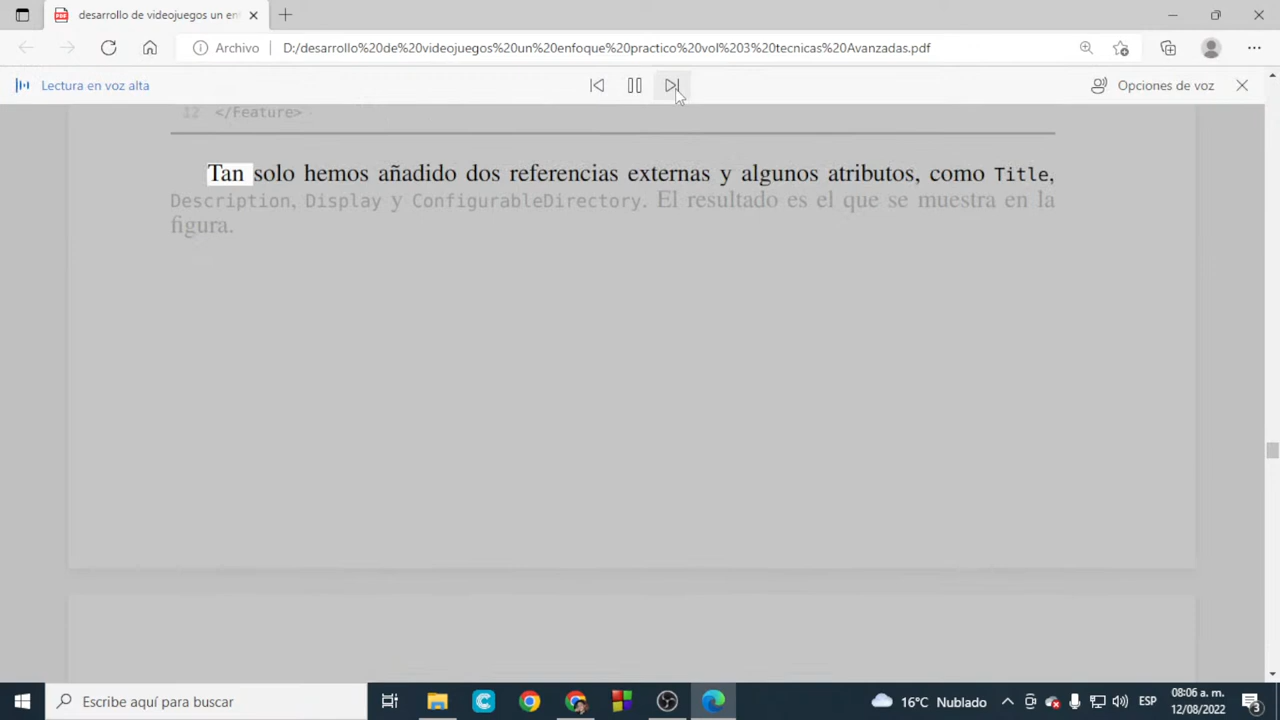 desarrollo de videojuegos un en
Archivo
D:/desarrollo%20de%20videojuegos%20un%20enfoque%20practico%20vol%203%20tecnicas%20Avanzadas.pdf
Lectura en voz alta
Opciones de voz
12 </Feature>
Tan solo hemos añadido dos referencias externas y algunos atributos, como Title,
Description, Display y ConfigurableDirectory. El resultado es el que se muestra en la
figura.
Escribe aquí para buscar
16°C Nublado
ESP
08:06 a. m.
12/08/2022
3